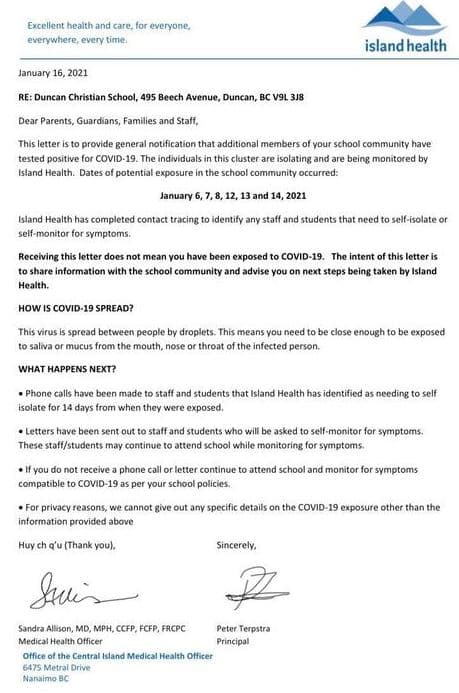 Excellent health and care, for everyone,
everywhere, every time.
island health
January 16, 2021
RE: Duncan Christian School, 495 Beech Avenue, Duncan, BC V9L 3J8
Dear Parents, Guardians, Families and Staff,
This letter is to provide general notification that additional members of your school community have
tested positive for COVID-19. The individuals in this cluster are isolating and are being monitored by
Island Health. Dates of potential exposure in the school community occurred:
January 6, 7, 8, 12, 13 and 14, 2021
Island Health has completed contact tracing to identify any staff and students that need to self-isolate or
self-monitor for symptoms.
Receiving this letter does not mean you have been exposed to COVID-19. The intent of this letter is
to share information with the school community and advise you on next steps being taken by Island
Health.
HOW IS COVID-19 SPREAD?
This virus is spread between people by droplets. This means you need to be close enough to be exposed
to saliva or mucus from the mouth, nose or throat of the infected person.
WHAT HAPPENS NEXT?
• Phone calls have been made to staff and students that Island Health has identified as needing to self
isolate for 14 days from when they were exposed.
• Letters have been sent out to staff and students who will be asked to self-monitor for symptoms.
These staff/students may continue to attend school while monitoring for symptoms.
• If you do not receive a phone call or letter continue to attend school and monitor for symptoms
compatible to COVID-19 as per your school policies.
• For privacy reasons, we cannot give out any specific details on the COVID-19 exposure other than the
information provided above
Huy ch q'u (Thank you),
Sincerely,
Sandra Allison, MD, MPH, CCFP, FCFP, FRCPC
Medical Health Officer
Peter Terpstra
Principal
Office of the Central Island Medical Health Officer
6475 Metral Drive
Nanaimo BC